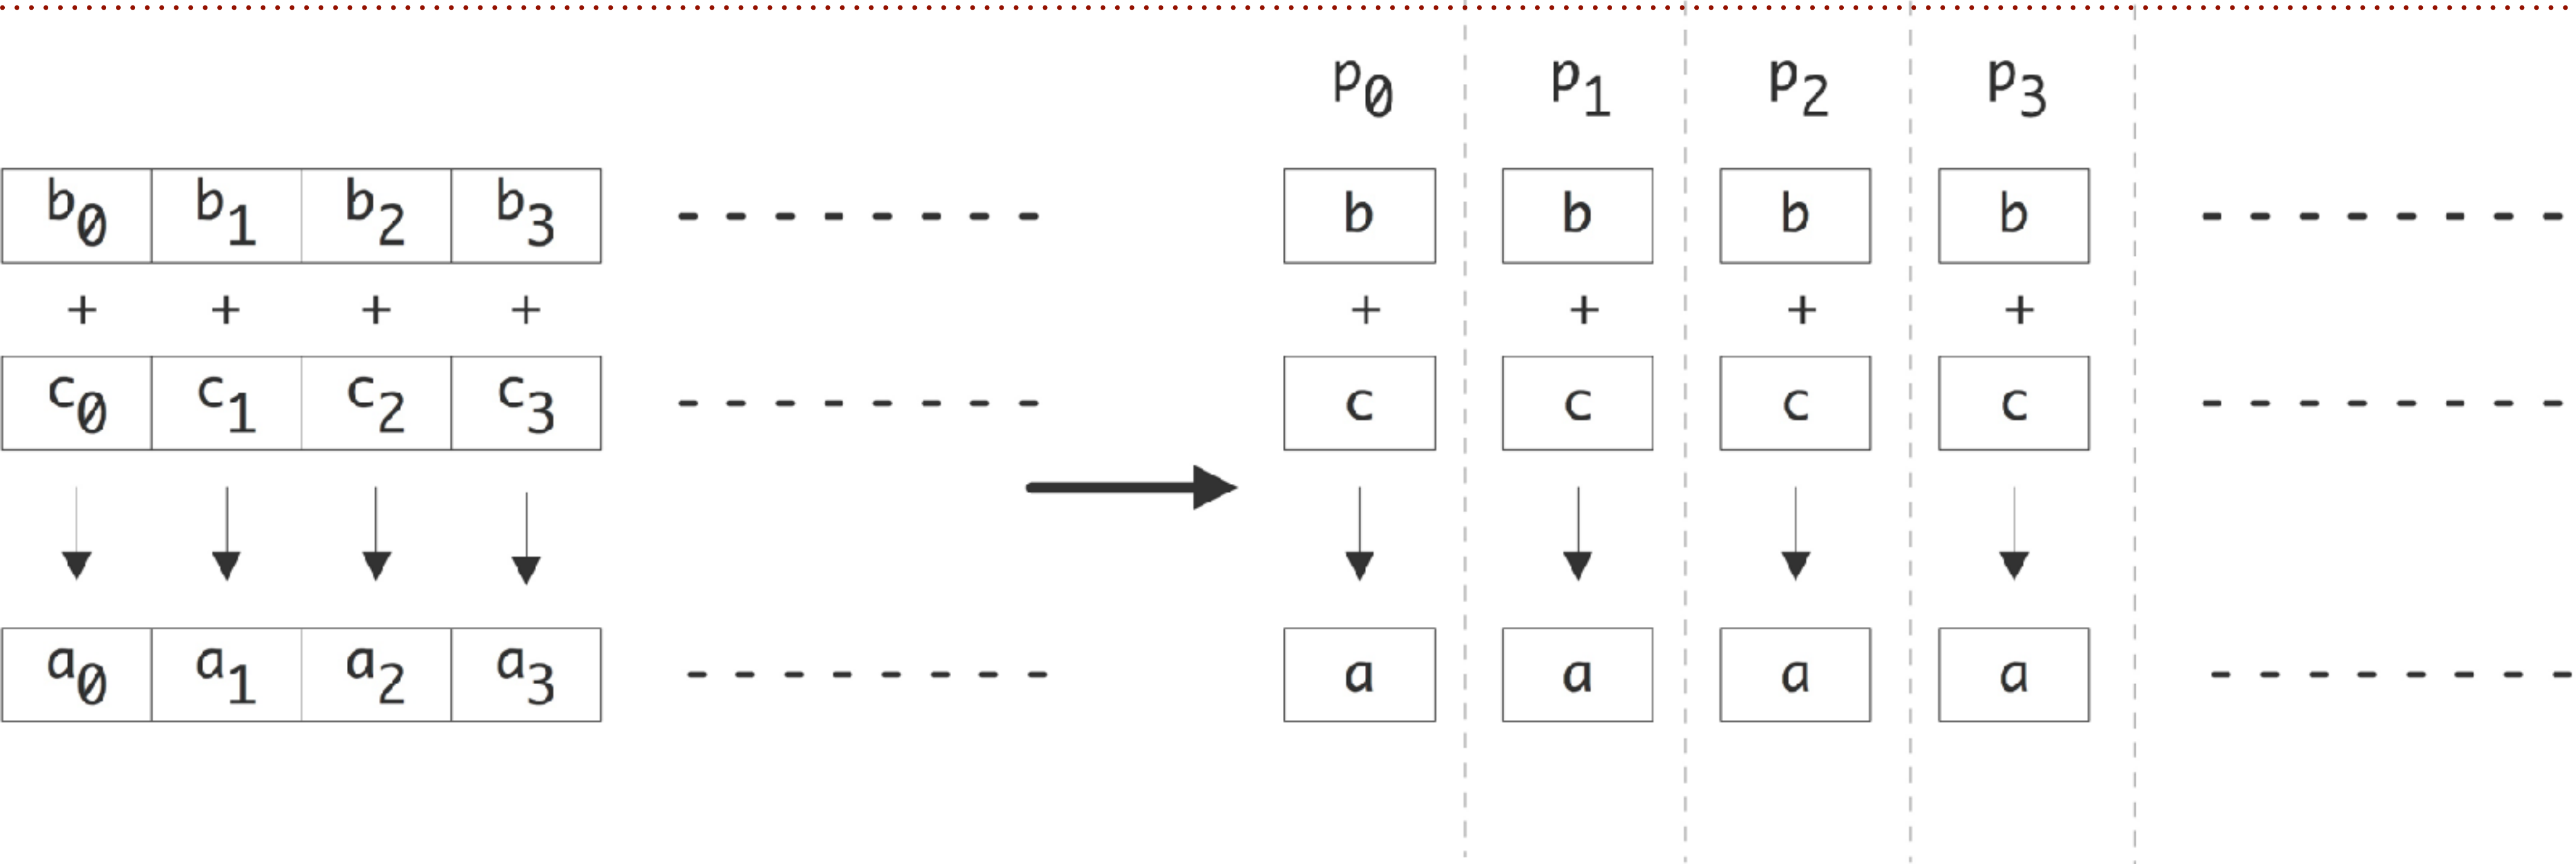 p0 p1 p2 p3
b0 b1 b2 b3 b b b b
+ + + + + + + +
c0 c1 c2 c3 c c c c
a0 a1 a2 a3 a a a a